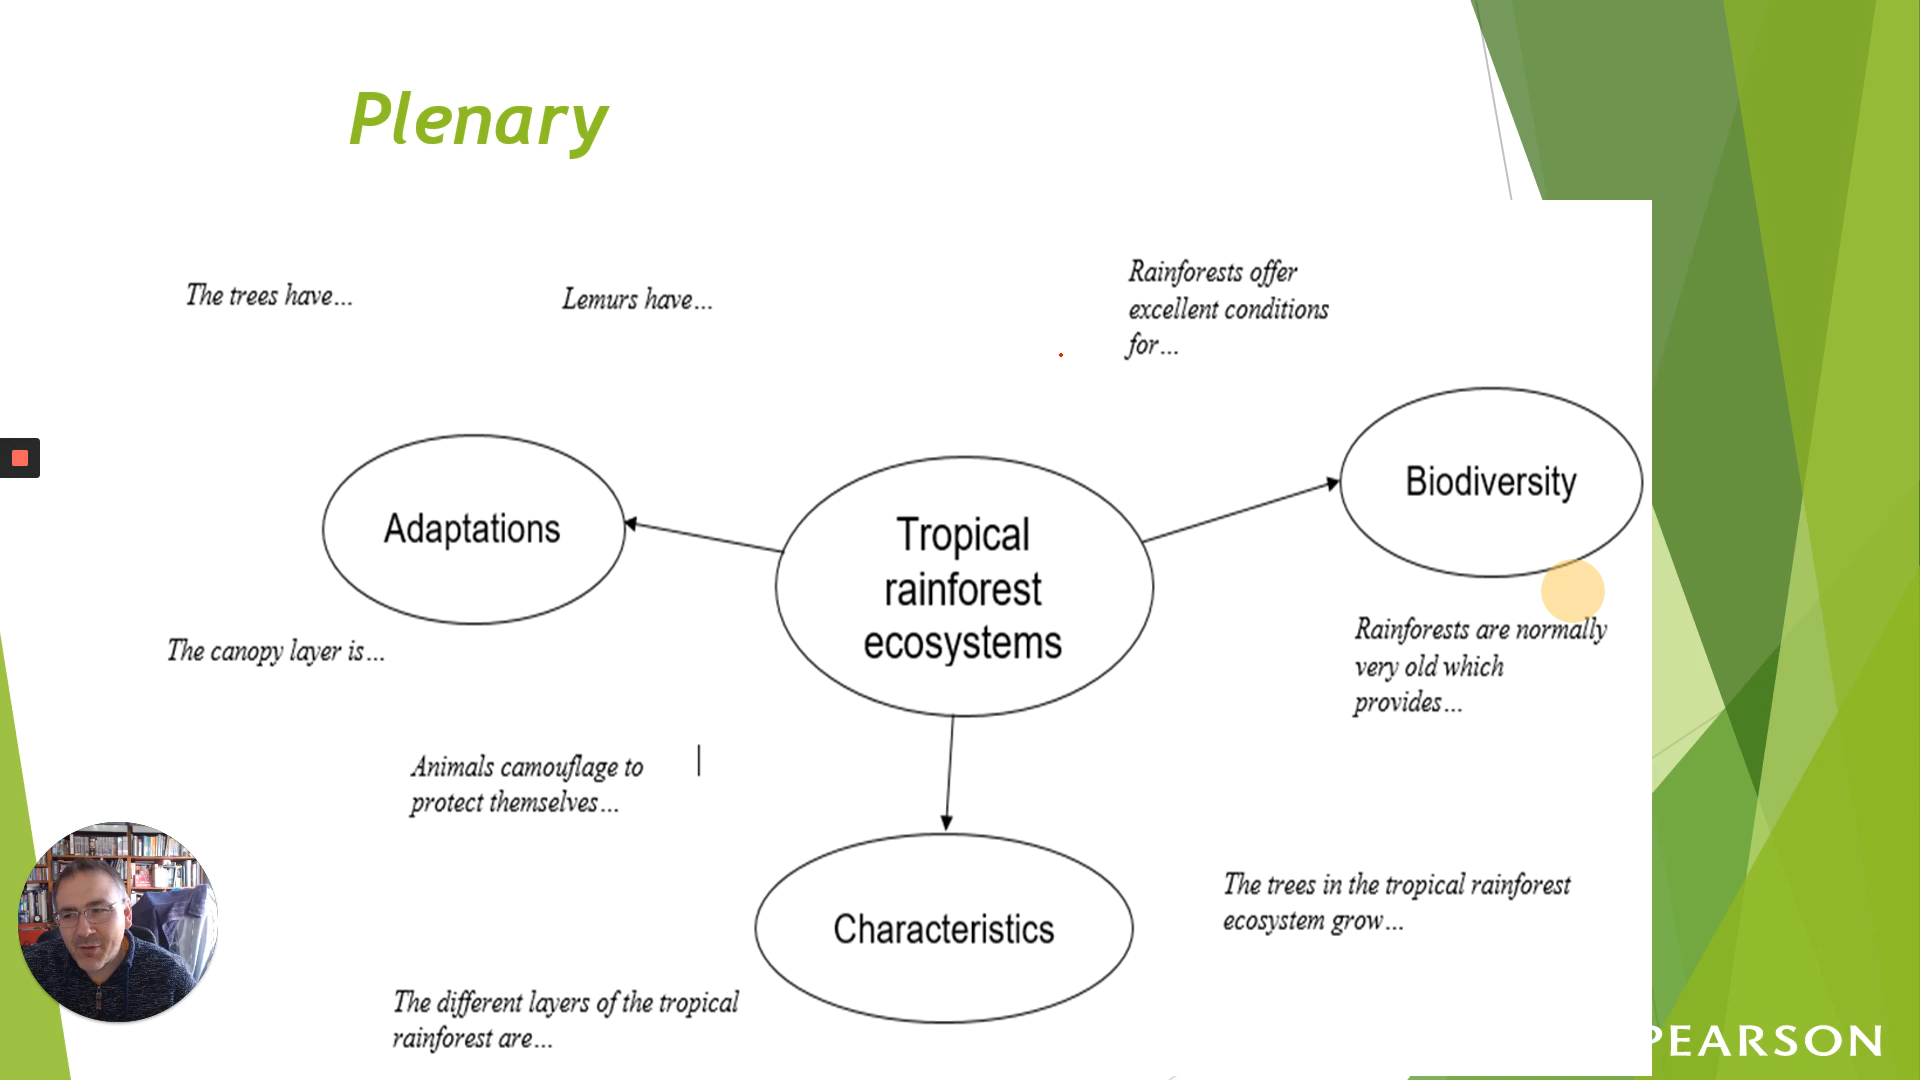 Plenary
The trees have...
Lemurs have...
Rainforests offer
excellent conditions
for...
Adaptations
Tropical
rainforest
ecosystems
Biodiversity
The canopy layer is...
Rainforests are normally
very old which
provides...
Animals camouflage to
protect themselves...
Characteristics
The trees in the tropical rainforest
ecosystem grow...
The different layers of the tropical
rainforest are...
PEARSON